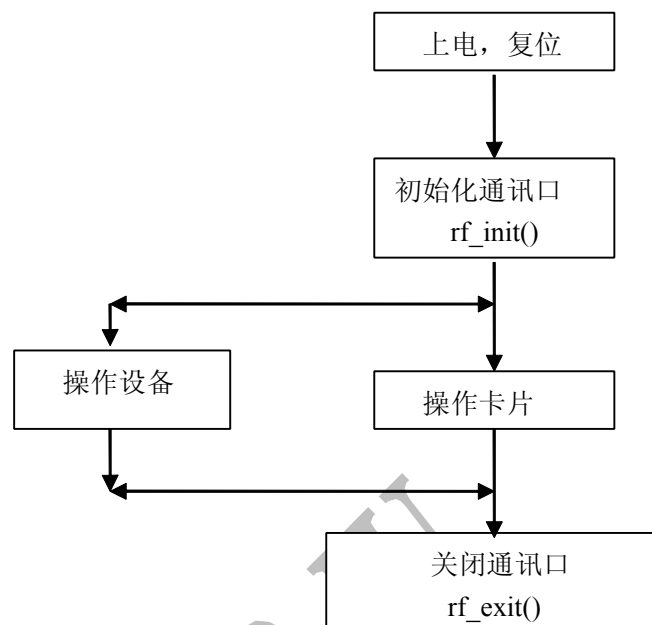 上电，复位
初始化通讯口
rf_init()
操作设备
操作卡片
关闭通讯口
rf_exit()